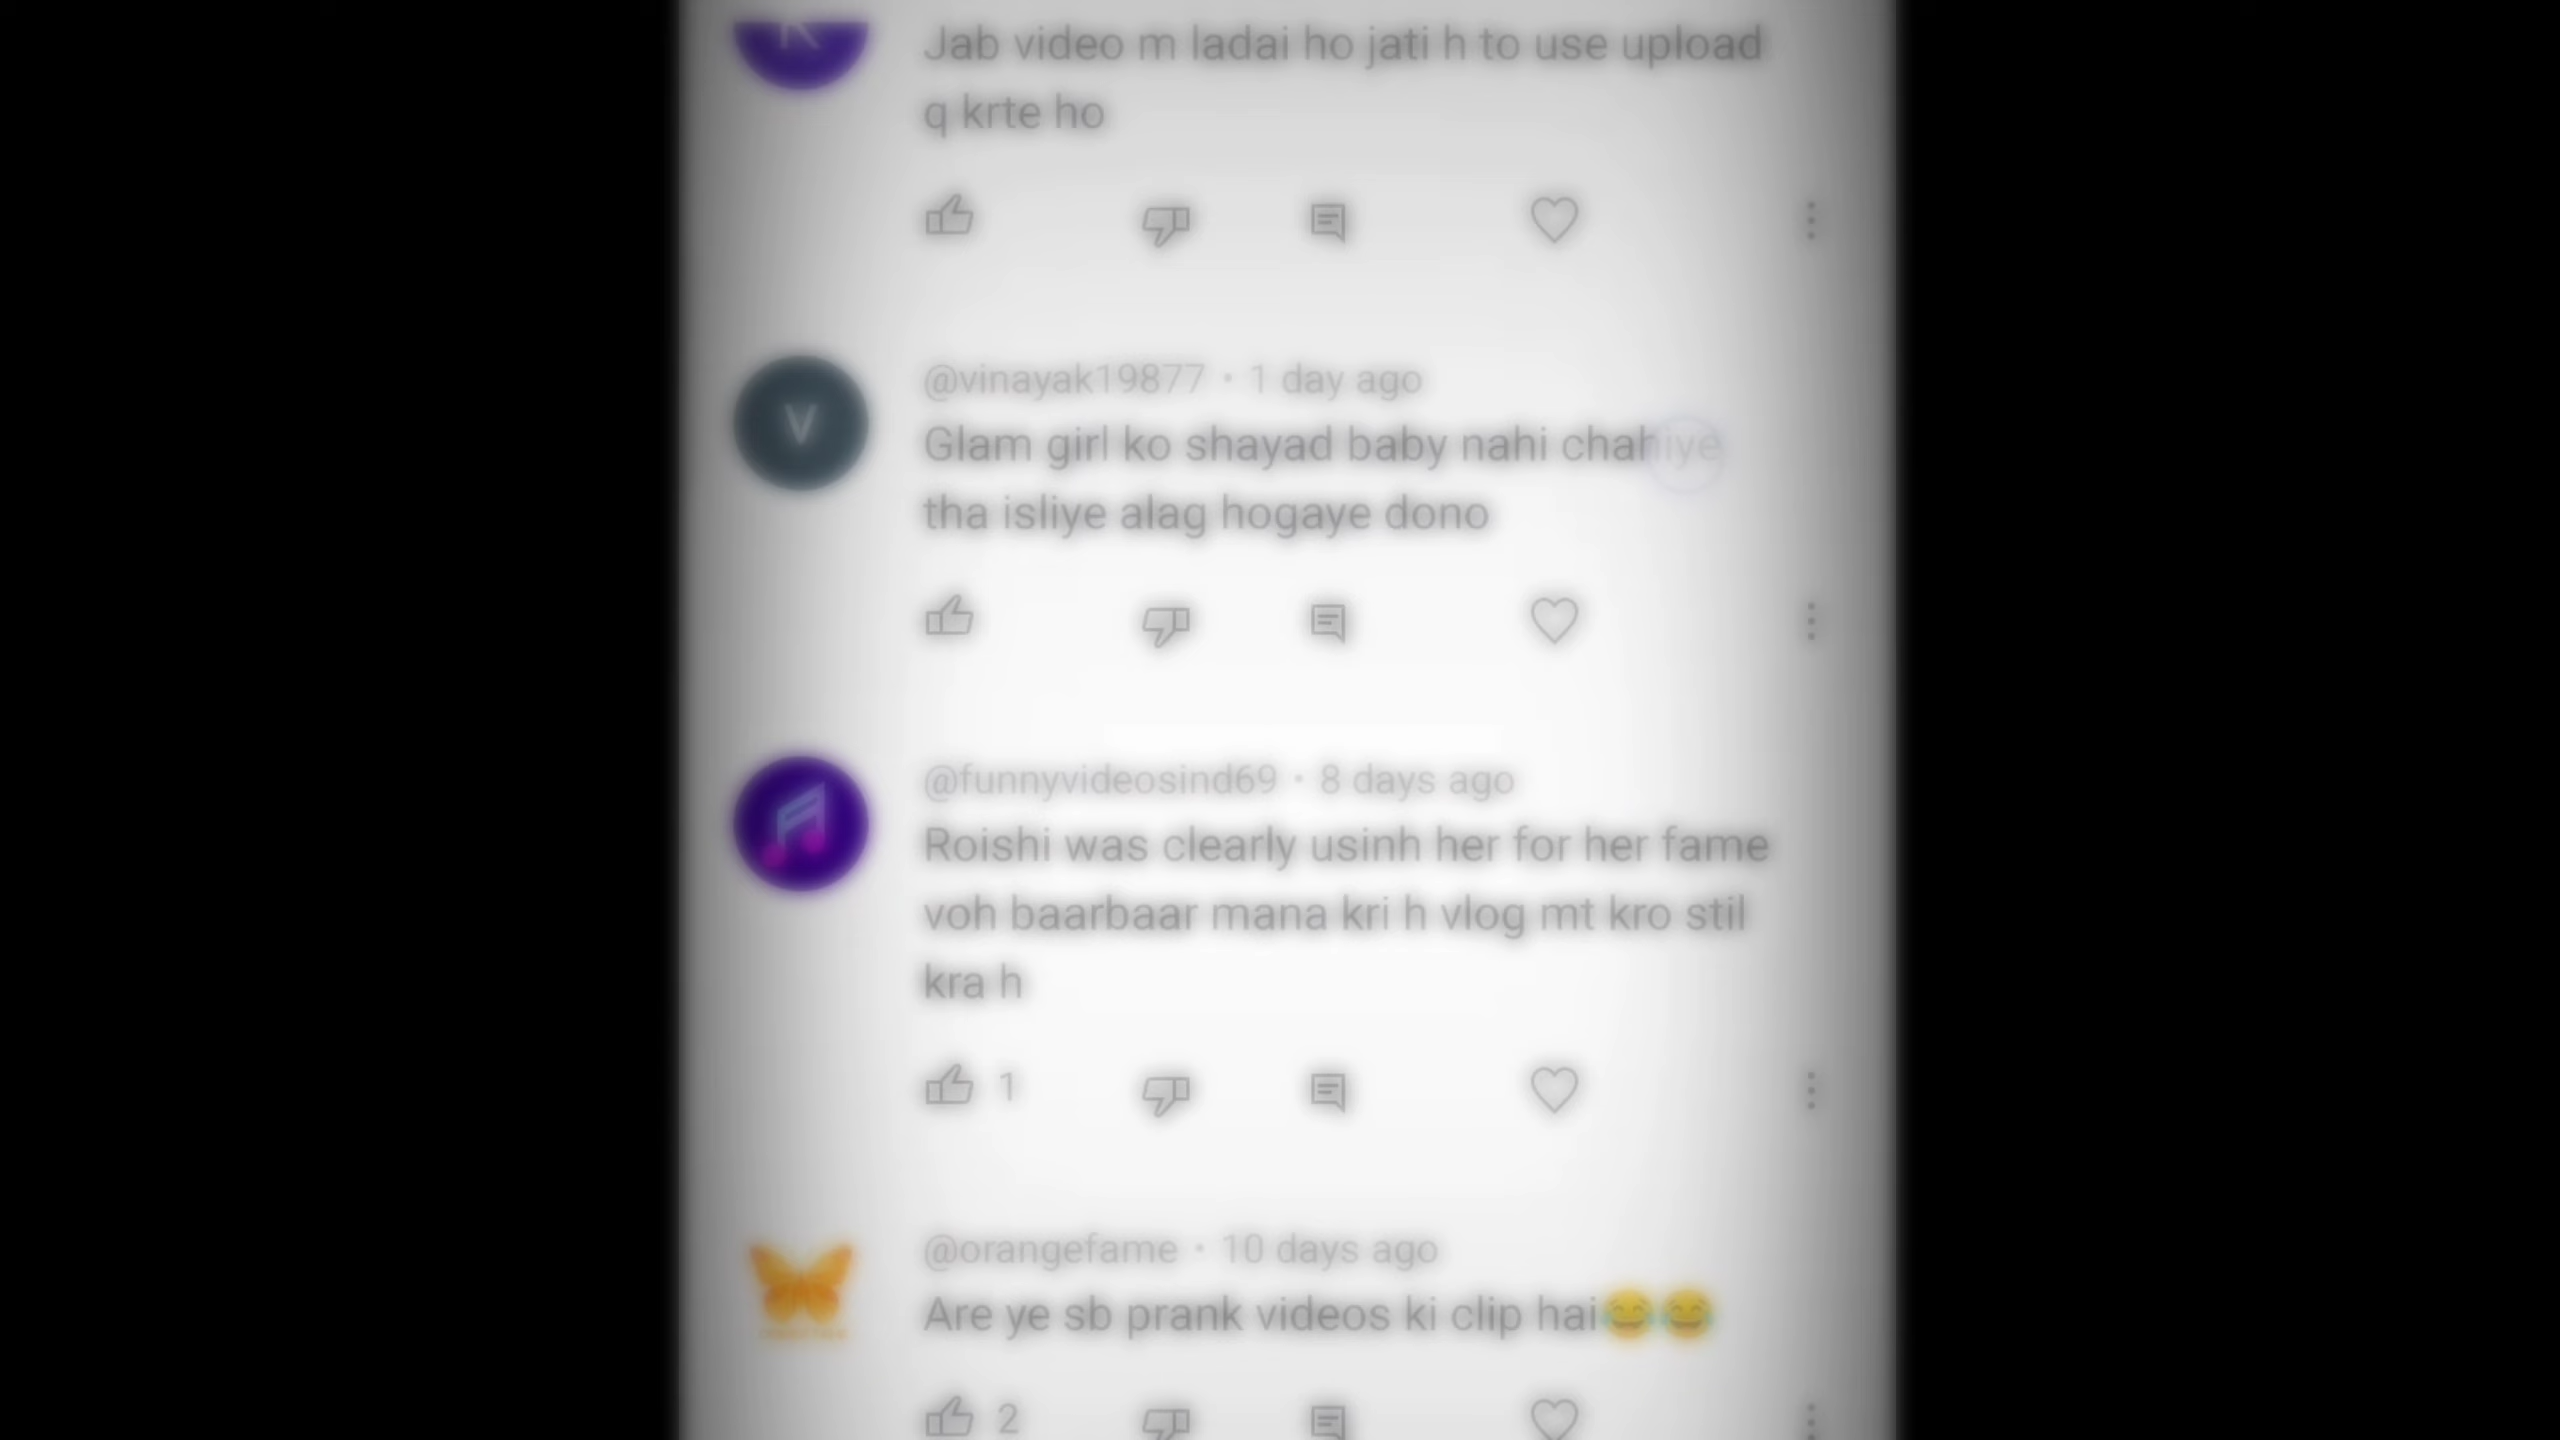 K
Jab video m ladai ho jati h to use upload
q krte ho
V
@vinayak19877 · 1 day ago
Glam girl ko shayad baby nahi chahiye
tha isliye alag hogaye dono
@funnyvideosind69 · 8 days ago
Roishi was clearly usinh her for her fame
voh baarbaar mana kri h vlog mt kro stil
kra h
1
@orangefame · 10 days ago
Are ye sb prank videos ki clip hai😂😂
2